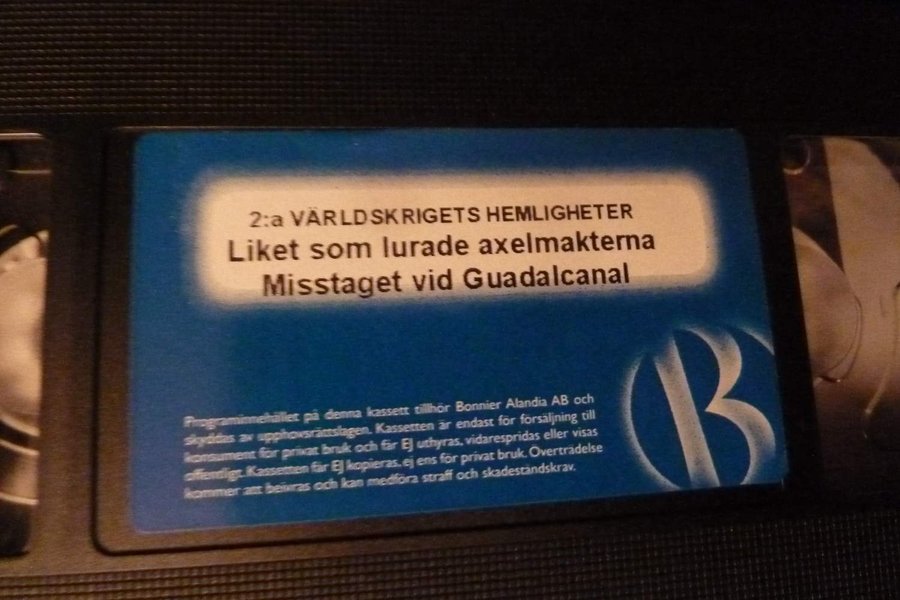 2:a VÄRLDSKRIGETS HEMLIGHETER
Liket som lurade axelmakterna
Misstaget vid Guadalcanal
Programinnehållet på denna kassett tillhör Bonnier Alandia AB och
skyddas av upphovsrättslagen. Kassetten är endast för försäljning till
konsument för privat bruk och får EJ uthyras, vidarespridas eller visas
offentligt. Kassetten får EJ kopieras, ej ens för privat bruk. Överträdelse
kommer att beivras och kan medföra straff och skadeståndskrav.
B